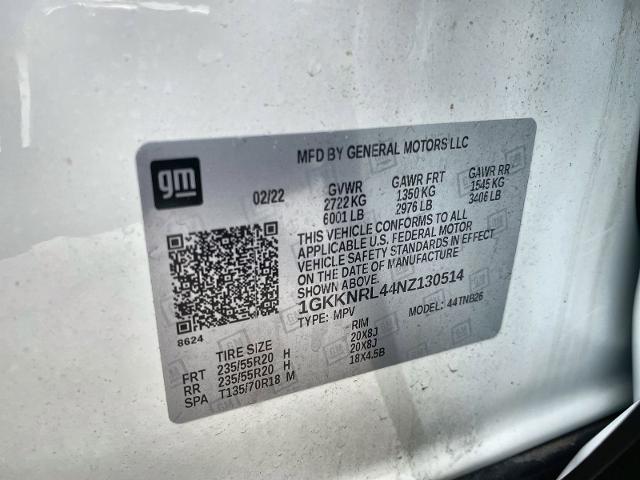 gm
MFD BY GENERAL MOTORS LLC
02/22
GVWR GAWR FRT GAWR RR
2722 KG 1350 KG 1545 KG
6001 LB 2976 LB 3406 LB
THIS VEHICLE CONFORMS TO ALL
APPLICABLE U.S. FEDERAL MOTOR
VEHICLE SAFETY STANDARDS IN EFFECT
ON THE DATE OF MANUFACTURE
SHOWN ABOVE.
1GKKNRL44NZ130514
TYPE: MPV MODEL: 44TNB26
8624
TIRE SIZE RIM
FRT 235/55R20 H 20X8J
RR 235/55R20 H 20X8J
SPA T135/70R18 M 18X4.5B